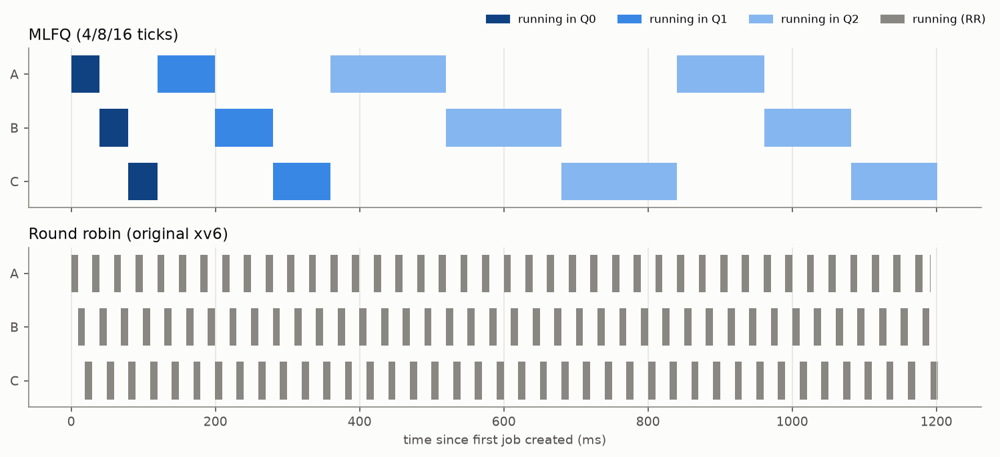 running in Q0 running in Q1 running in Q2 running (RR)
MLFQ (4/8/16 ticks)
A
B
C
Round robin (original xv6)
A
B
C
0 200 400 600 800 1000 1200
time since first job created (ms)